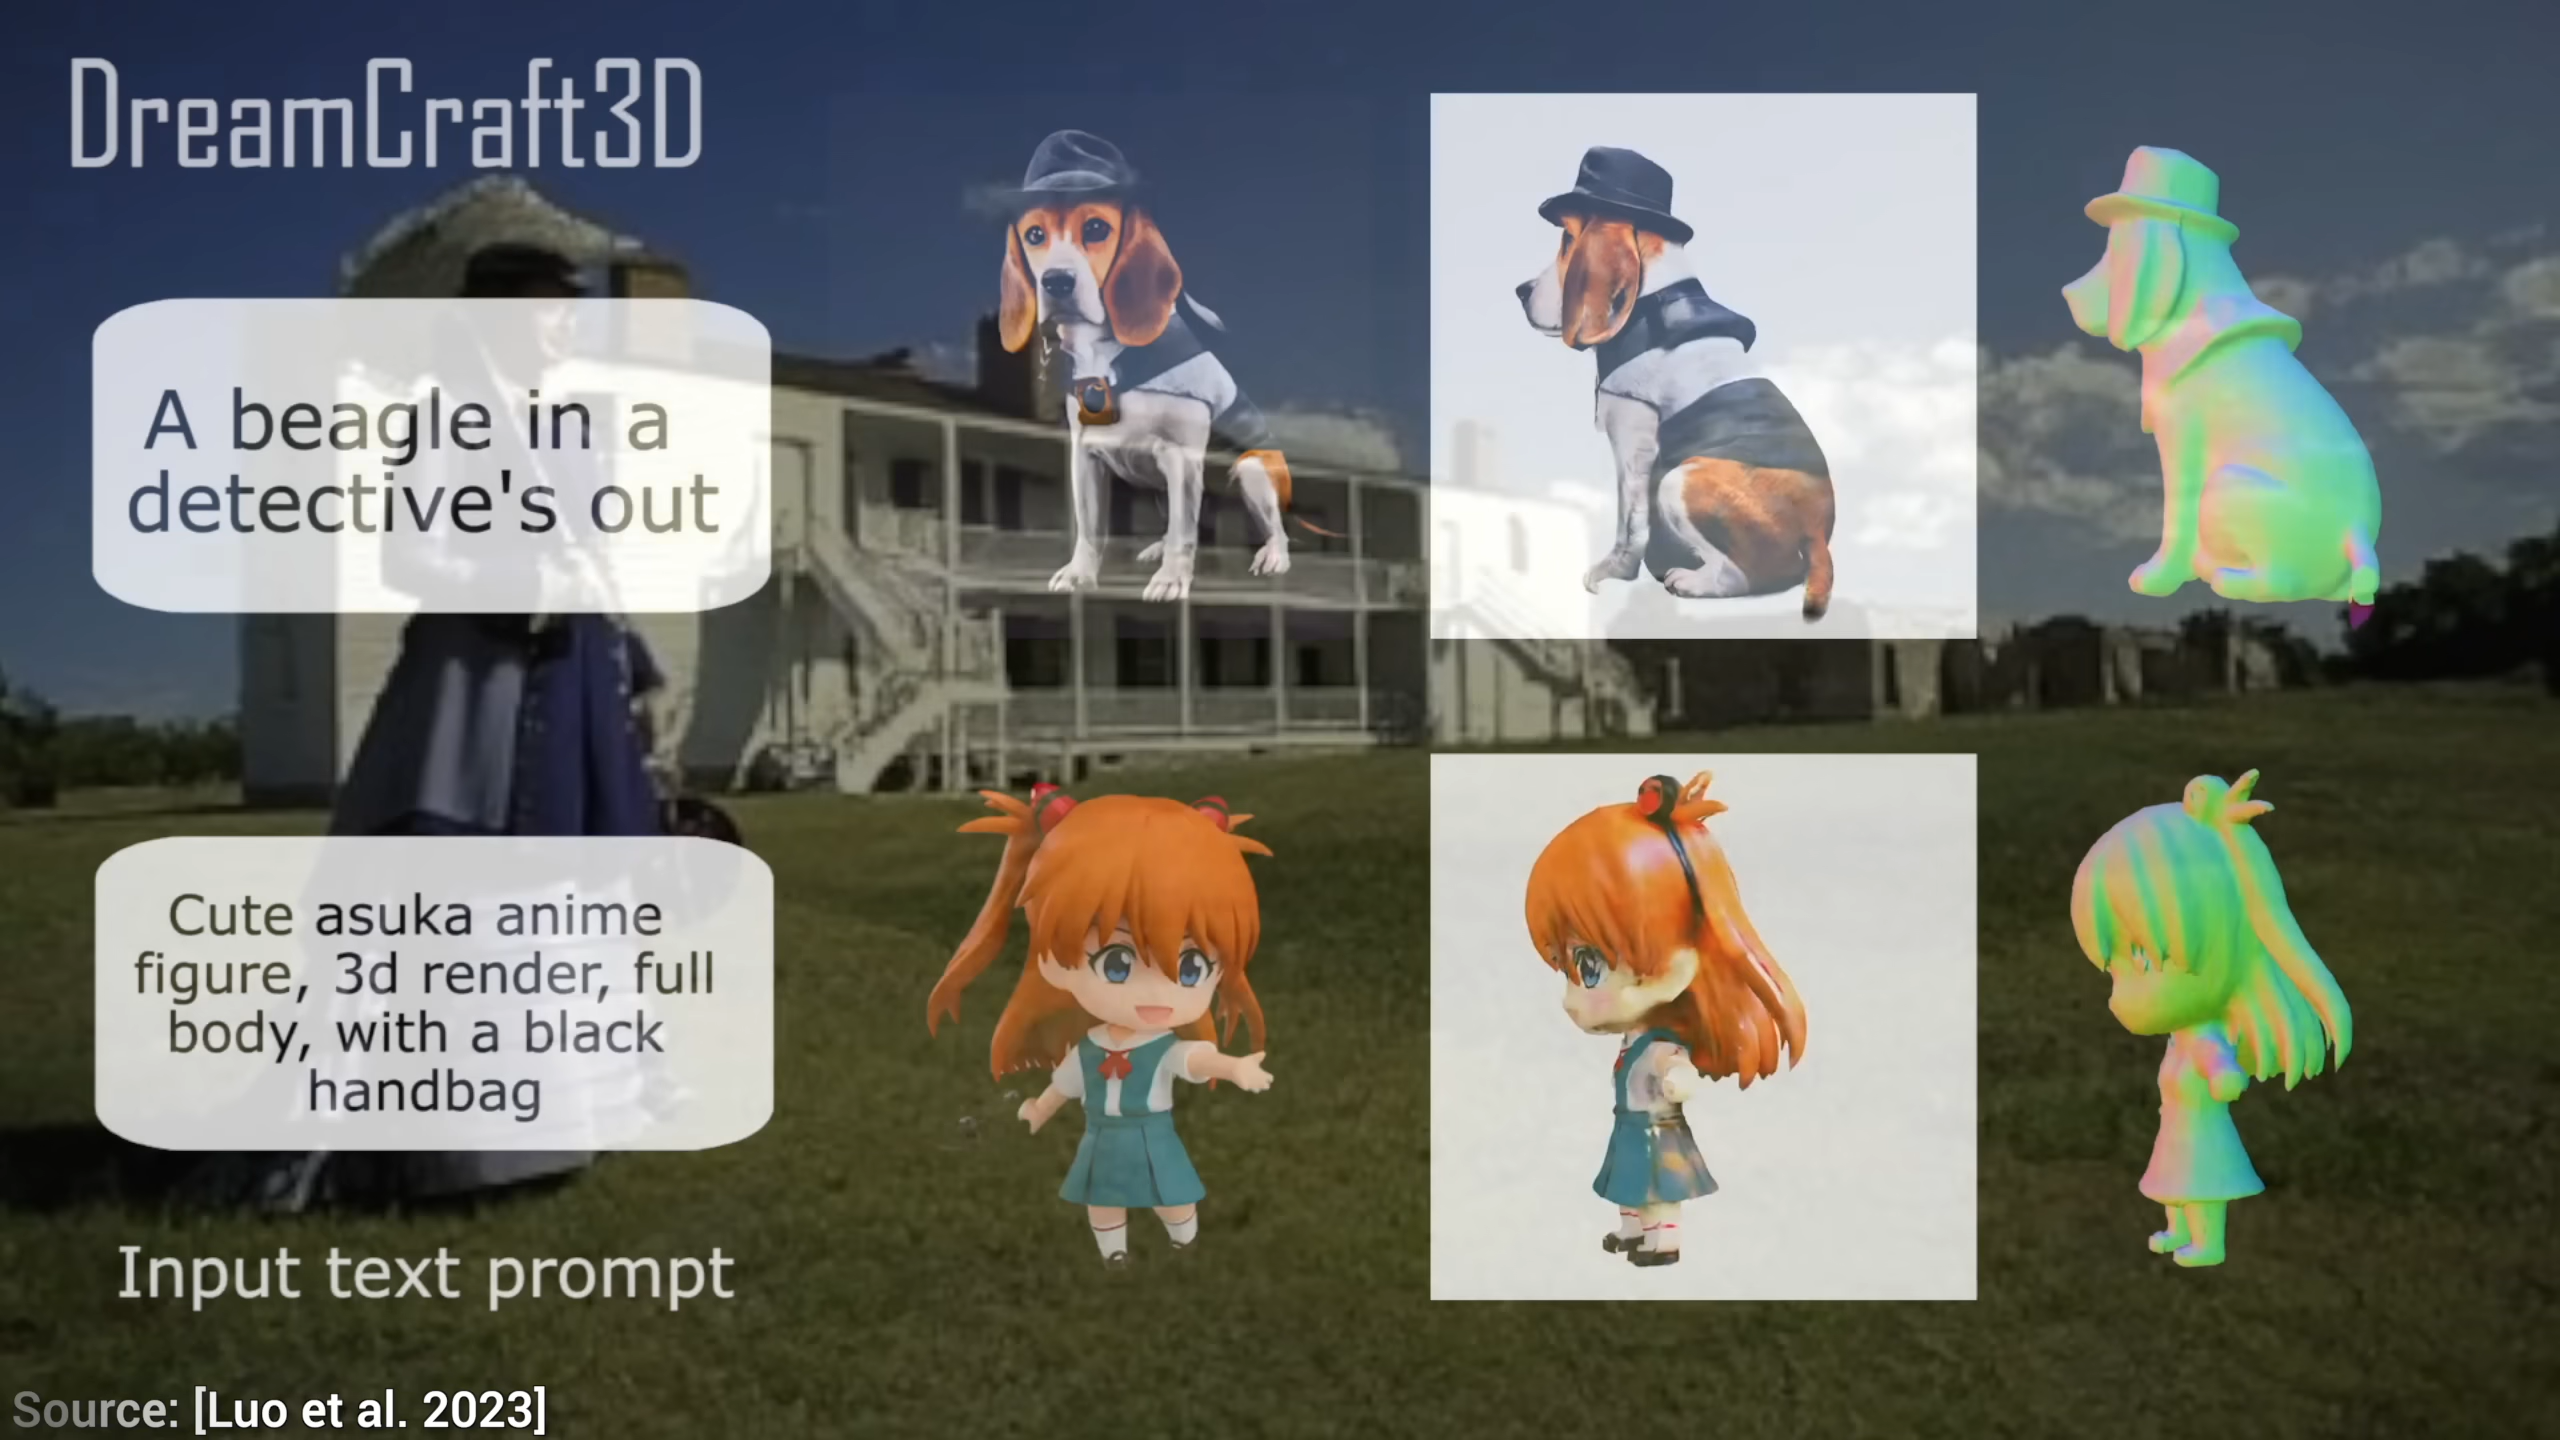 DreamCraft3D
A beagle in a
detective's out
Cute asuka anime
figure, 3d render, full
body, with a black
handbag
Input text prompt
Source: [Luo et al. 2023]